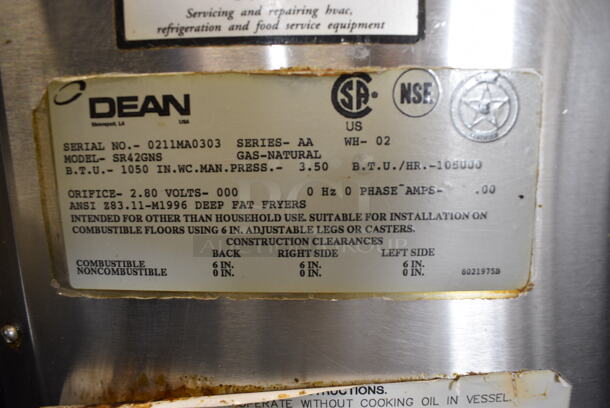 Servicing and repairing hvac,
refrigeration and food service equipment
DEAN
Shreveport, LA USA
SA
US
NSF
SERIAL NO.- 0211MA0303 SERIES- AA WH- 02
MODEL- SR42GNS GAS-NATURAL
B.T.U.- 1050 IN.WC.MAN.PRESS.- 3.50 B.T.U./HR.-105000
ORIFICE- 2.80 VOLTS- 000 0 Hz 0 PHASE AMPS- .00
ANSI Z83.11-M1996 DEEP FAT FRYERS
INTENDED FOR OTHER THAN HOUSEHOLD USE. SUITABLE FOR INSTALLATION ON
COMBUSTIBLE FLOORS USING 6 IN. ADJUSTABLE LEGS OR CASTERS.
CONSTRUCTION CLEARANCES
BACK RIGHT SIDE LEFT SIDE
COMBUSTIBLE 6 IN. 6 IN. 6 IN.
NONCOMBUSTIBLE 0 IN. 0 IN. 0 IN.
8021975B
OPERATE WITHOUT COOKING OIL IN VESSEL.